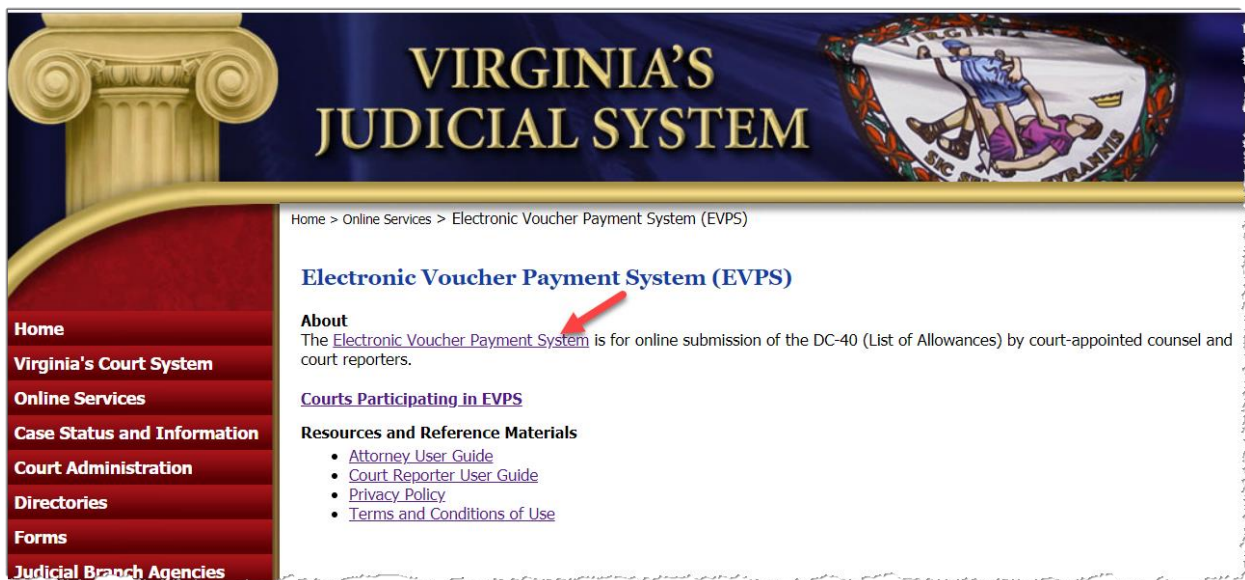 VIRGINIA'S
JUDICIAL SYSTEM
VIRGINIA
SIC SEMPER TYRANNIS
Home > Online Services > Electronic Voucher Payment System (EVPS)
Electronic Voucher Payment System (EVPS)
About
The Electronic Voucher Payment System is for online submission of the DC-40 (List of Allowances) by court-appointed counsel and
court reporters.
Courts Participating in EVPS
Resources and Reference Materials
• Attorney User Guide
• Court Reporter User Guide
• Privacy Policy
• Terms and Conditions of Use
Home
Virginia's Court System
Online Services
Case Status and Information
Court Administration
Directories
Forms
Judicial Branch Agencies